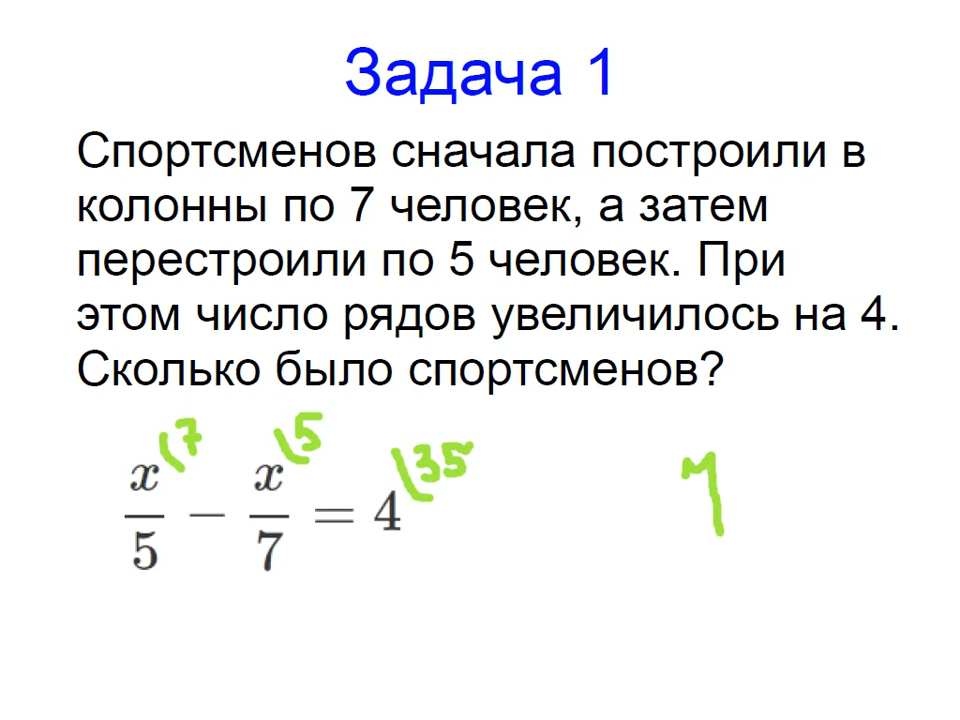 Задача 1
Спортсменов сначала построили в
колонны по 7 человек, а затем
перестроили по 5 человек. При
этом число рядов увеличилось на 4.
Сколько было спортсменов?
x/5 \7 − x/7 \5 = 4 \35